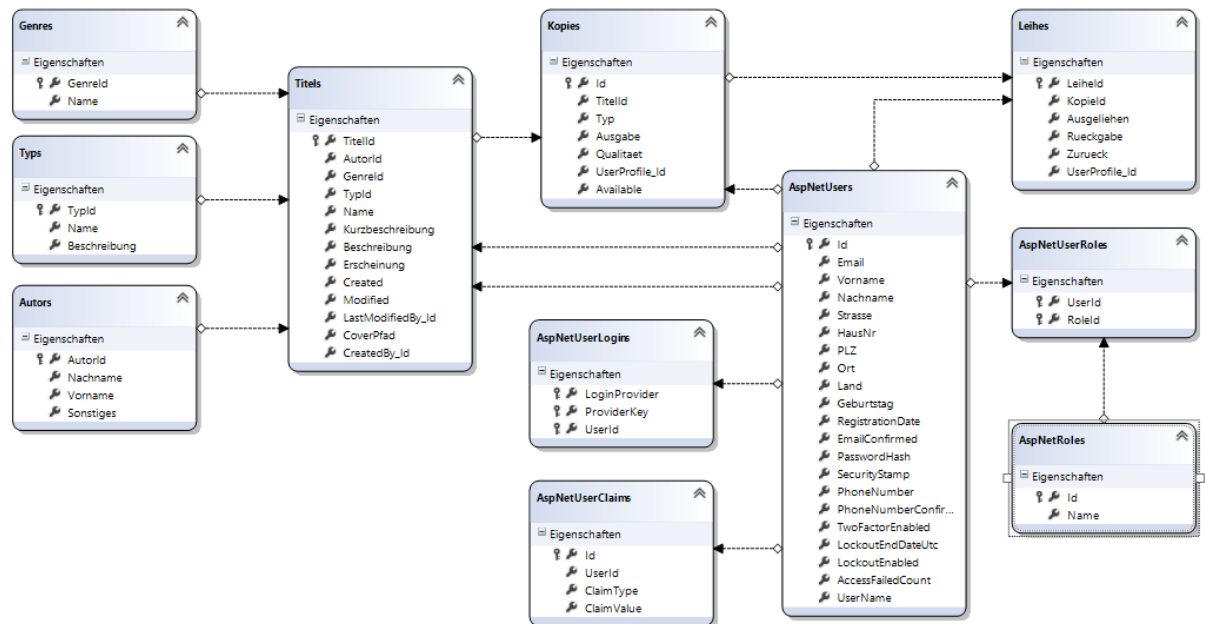 Genres
Eigenschaften
GenreId
Name
Typs
Eigenschaften
TypId
Name
Beschreibung
Autors
Eigenschaften
AutorId
Nachname
Vorname
Sonstiges
Titels
Eigenschaften
TitelId
AutorId
GenreId
TypId
Name
Kurzbeschreibung
Beschreibung
Erscheinung
Created
Modified
LastModifiedBy_Id
CoverPfad
CreatedBy_Id
Kopies
Eigenschaften
Id
TitelId
Typ
Ausgabe
Qualitaet
UserProfile_Id
Available
AspNetUserLogins
Eigenschaften
LoginProvider
ProviderKey
UserId
AspNetUserClaims
Eigenschaften
Id
UserId
ClaimType
ClaimValue
AspNetUsers
Eigenschaften
Id
Email
Vorname
Nachname
Strasse
HausNr
PLZ
Ort
Land
Geburtstag
RegistrationDate
EmailConfirmed
PasswordHash
SecurityStamp
PhoneNumber
PhoneNumberConfir...
TwoFactorEnabled
LockoutEndDateUtc
LockoutEnabled
AccessFailedCount
UserName
Leihes
Eigenschaften
LeiheId
KopieId
Ausgeliehen
Rueckgabe
Zurueck
UserProfile_Id
AspNetUserRoles
Eigenschaften
UserId
RoleId
AspNetRoles
Eigenschaften
Id
Name